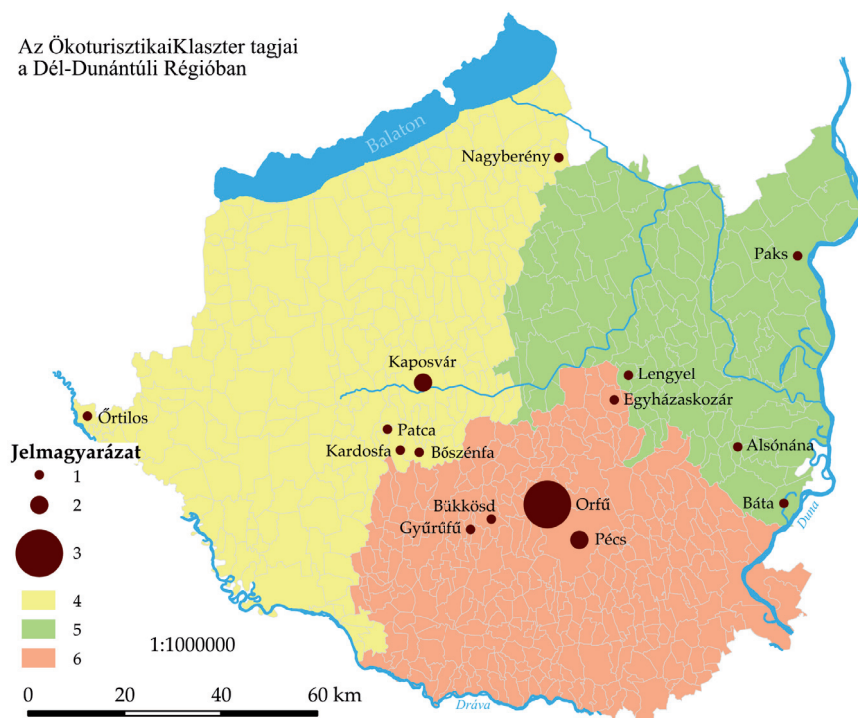 Az ÖkoturisztikaiKlaszter tagjai
a Dél-Dunántúli Régióban
Balaton
Nagyberény
Paks
Kaposvár
Lengyel
Egyházaskozár
Őrtilos
Patca
Kardosfa
Bőszénfa
Alsónána
Jelmagyarázat
1
2
3
4
5
6
Bükkösd
Orfű
Báta
Gyűrűfű
Pécs
Duna
1:1000000
0 20 40 60 km
Dráva